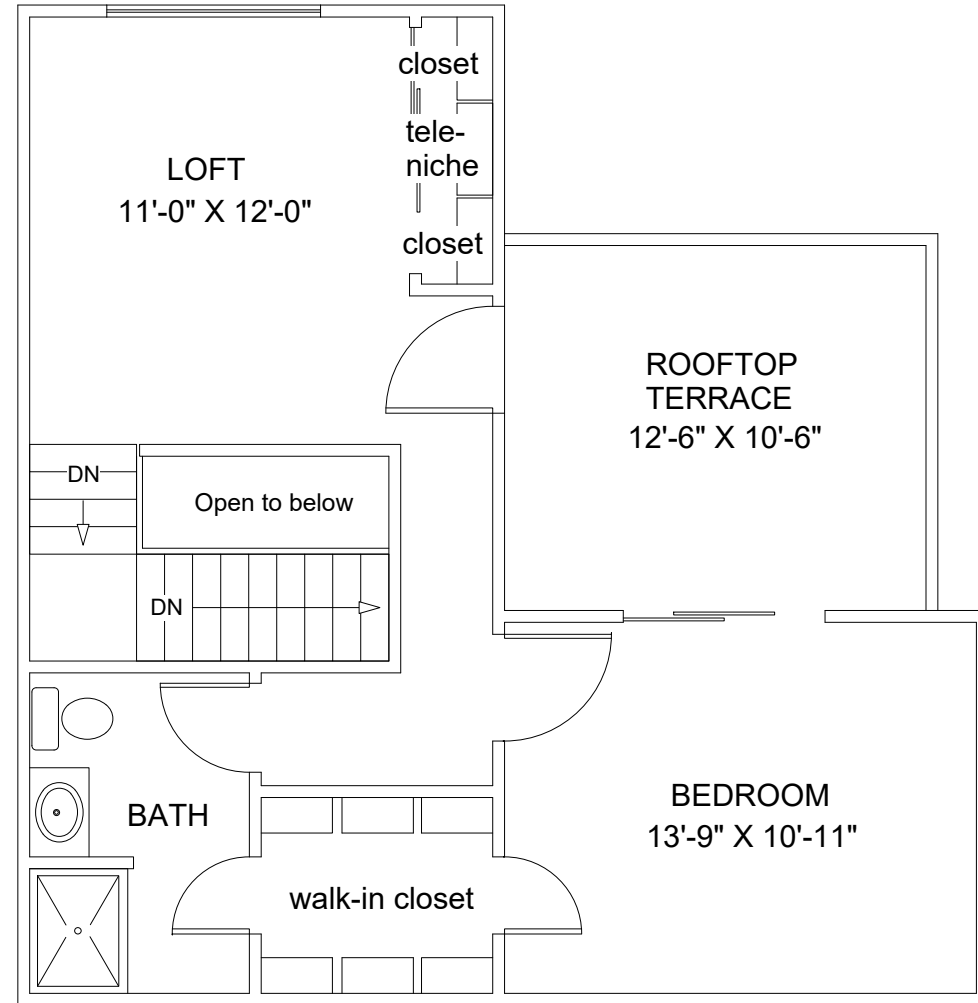 closet
tele-
niche
closet
LOFT
11'-0" X 12'-0"
ROOFTOP
TERRACE
12'-6" X 10'-6"
DN
Open to below
DN
BATH
BEDROOM
13'-9" X 10'-11"
walk-in closet